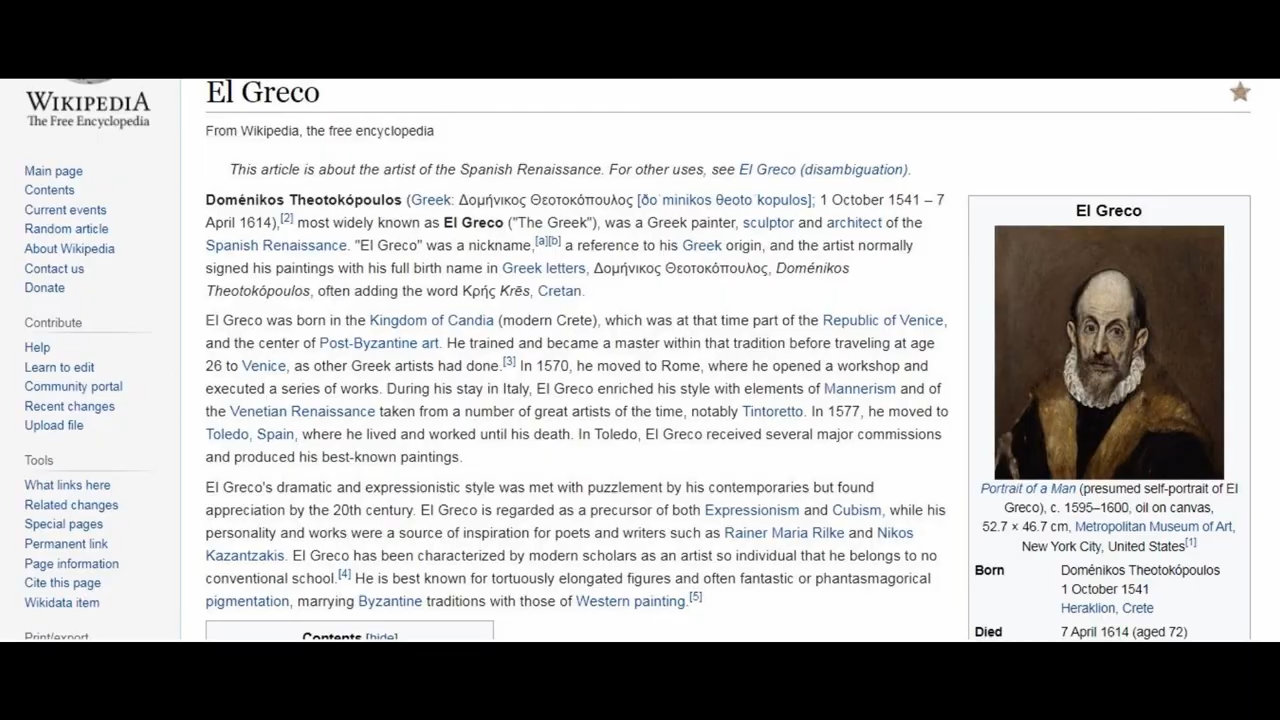 WIKIPEDIA
The Free Encyclopedia
Main page
Contents
Current events
Random article
About Wikipedia
Contact us
Donate
Contribute
Help
Learn to edit
Community portal
Recent changes
Upload file
Tools
What links here
Related changes
Special pages
Permanent link
Page information
Cite this page
Wikidata item
Print/export
El Greco
From Wikipedia, the free encyclopedia
This article is about the artist of the Spanish Renaissance. For other uses, see El Greco (disambiguation).
Doménikos Theotokópoulos (Greek: Δομήνικος Θεοτοκόπουλος [ðoˈminikos θeotoˈkopulos]; 1 October 1541 – 7
April 1614),[2] most widely known as El Greco ("The Greek"), was a Greek painter, sculptor and architect of the
Spanish Renaissance. "El Greco" was a nickname,[a][b] a reference to his Greek origin, and the artist normally
signed his paintings with his full birth name in Greek letters, Δομήνικος Θεοτοκόπουλος, Doménikos
Theotokópoulos, often adding the word Κρής Krēs, Cretan.
El Greco was born in the Kingdom of Candia (modern Crete), which was at that time part of the Republic of Venice,
and the center of Post-Byzantine art. He trained and became a master within that tradition before traveling at age
26 to Venice, as other Greek artists had done.[3] In 1570, he moved to Rome, where he opened a workshop and
executed a series of works. During his stay in Italy, El Greco enriched his style with elements of Mannerism and of
the Venetian Renaissance taken from a number of great artists of the time, notably Tintoretto. In 1577, he moved to
Toledo, Spain, where he lived and worked until his death. In Toledo, El Greco received several major commissions
and produced his best-known paintings.
El Greco's dramatic and expressionistic style was met with puzzlement by his contemporaries but found
appreciation by the 20th century. El Greco is regarded as a precursor of both Expressionism and Cubism, while his
personality and works were a source of inspiration for poets and writers such as Rainer Maria Rilke and Nikos
Kazantzakis. El Greco has been characterized by modern scholars as an artist so individual that he belongs to no
conventional school.[4] He is best known for tortuously elongated figures and often fantastic or phantasmagorical
pigmentation, marrying Byzantine traditions with those of Western painting.[5]
Contents [hide]
El Greco
Portrait of a Man (presumed self-portrait of El
Greco), c. 1595–1600, oil on canvas,
52.7 × 46.7 cm, Metropolitan Museum of Art,
New York City, United States[1]
Born Doménikos Theotokópoulos
1 October 1541
Heraklion, Crete
Died 7 April 1614 (aged 72)